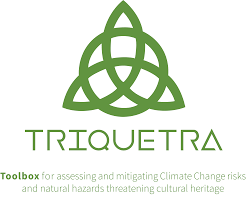 TRIQUETRA
Toolbox for assessing and mitigating Climate Change risks
and natural hazards threatening cultural heritage